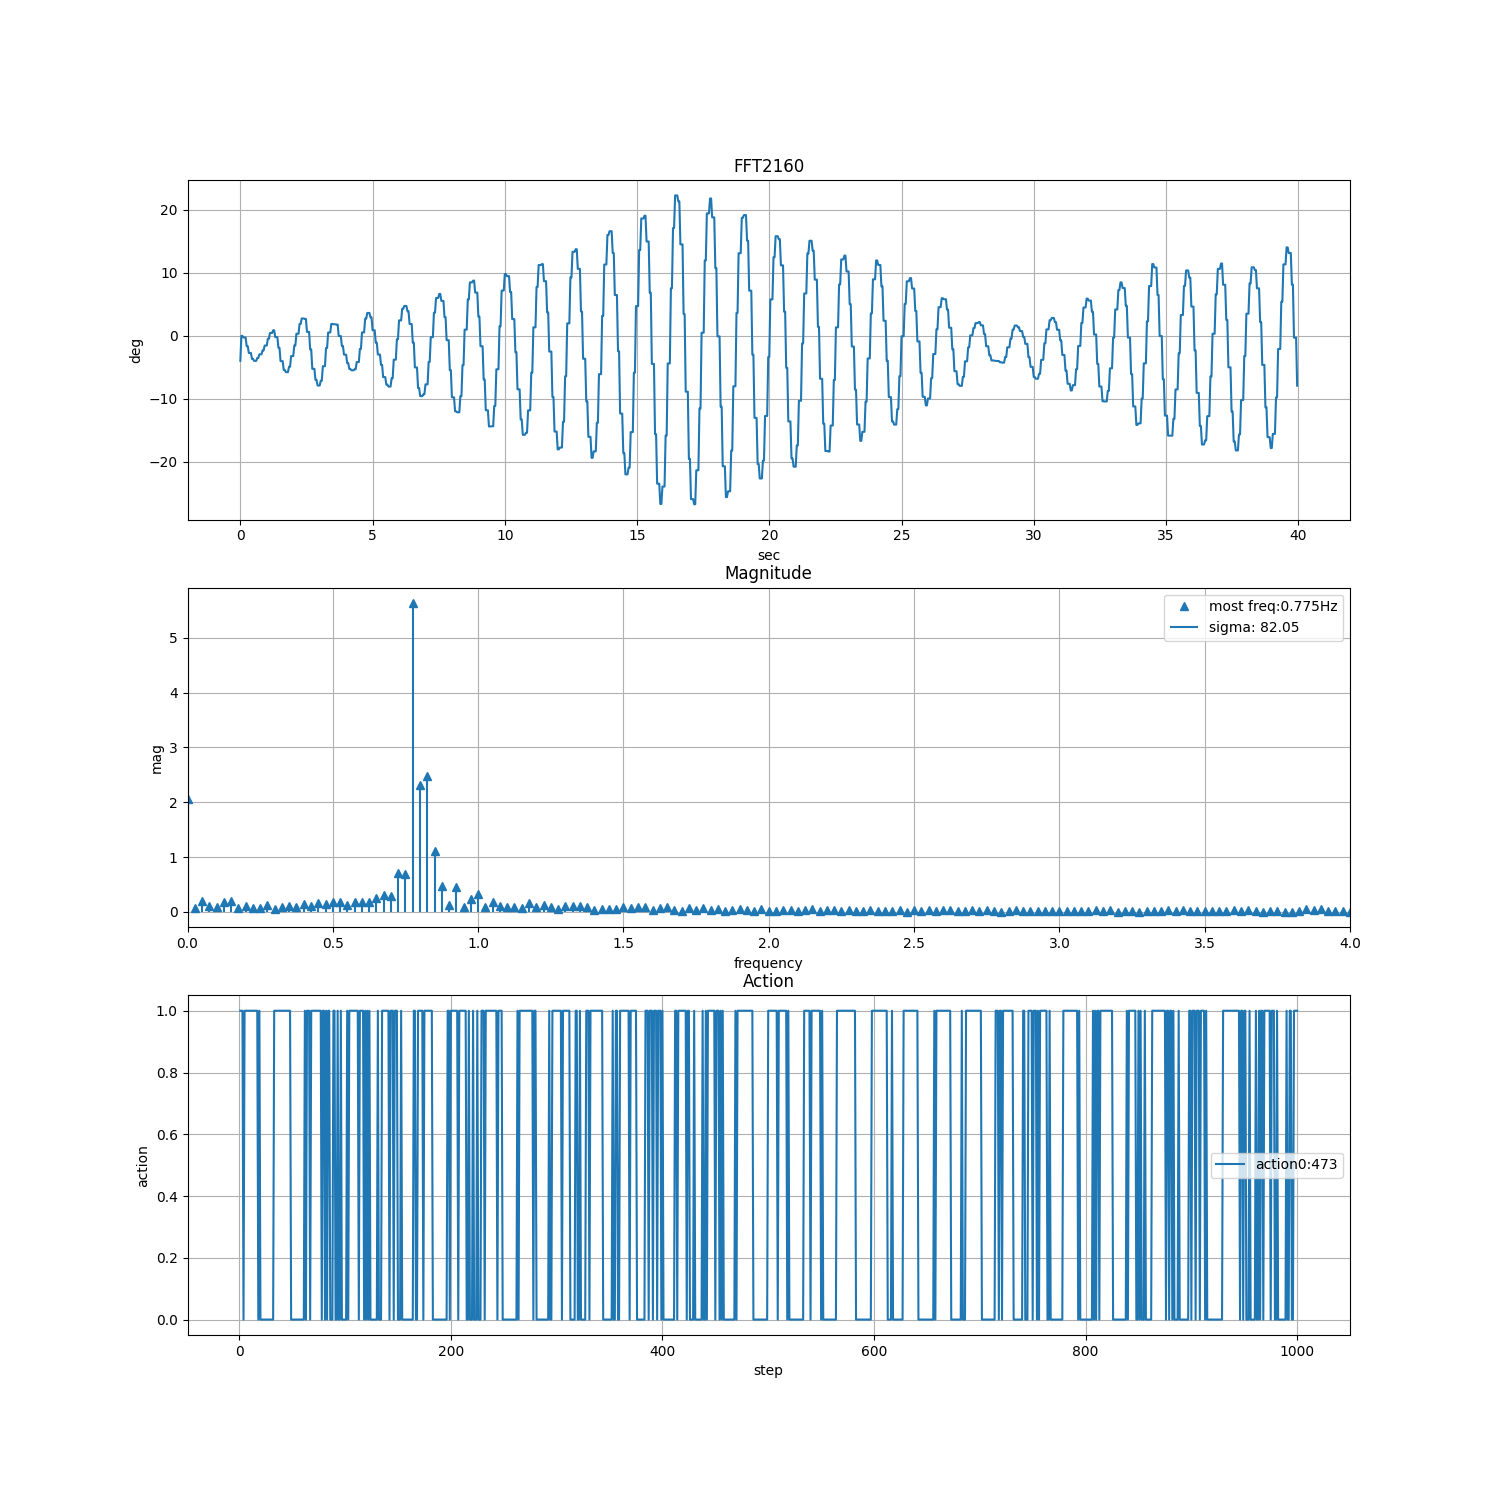 FFT2160
20
10
0
−10
−20
deg
0 5 10 15 20 25 30 35 40
sec
Magnitude
most freq:0.775Hz
sigma: 82.05
5
4
3
2
1
0
mag
0.0 0.5 1.0 1.5 2.0 2.5 3.0 3.5 4.0
frequency
Action
1.0
0.8
0.6
0.4
0.2
0.0
action
action0:473
0 200 400 600 800 1000
step